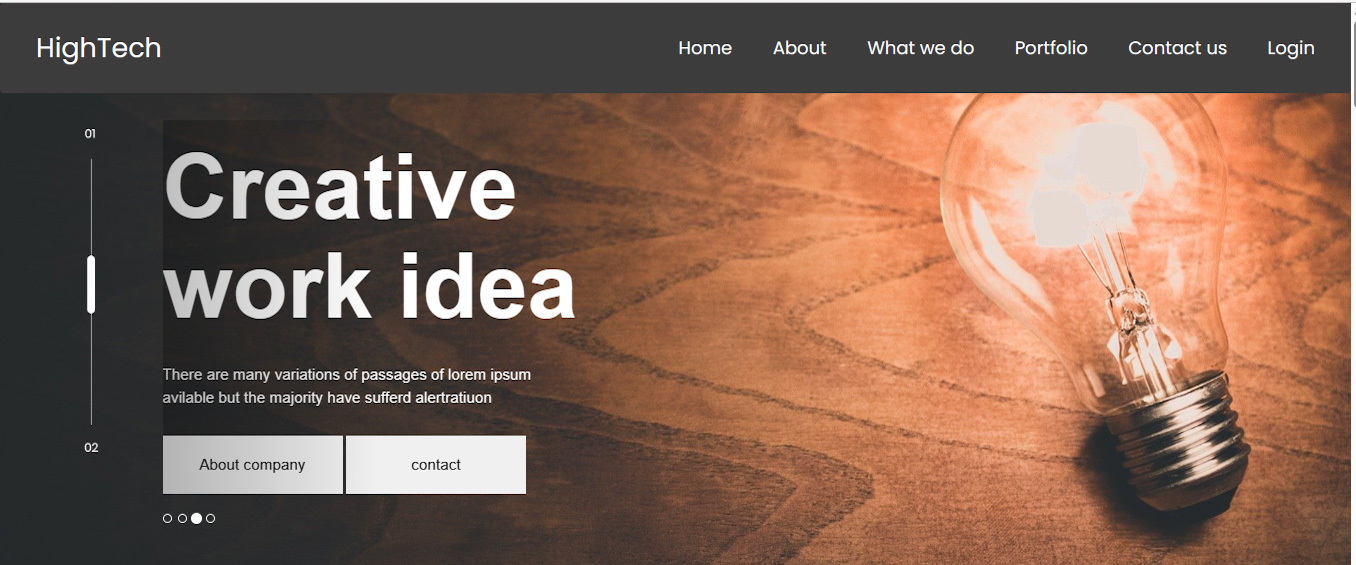 HighTech
Home About What we do Portfolio Contact us Login
01
Creative
work idea
There are many variations of passages of lorem ipsum
avilable but the majority have sufferd alertratiuon
About company contact
02